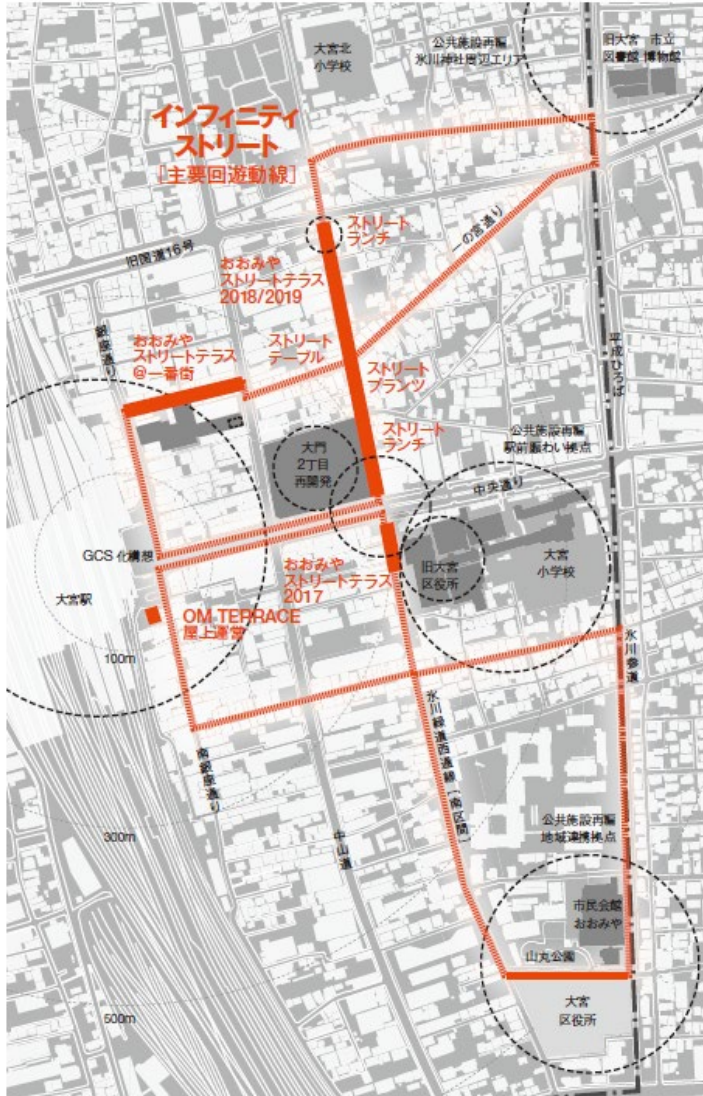 大宮北
小学校
公共施設再編
氷川神社周辺エリア
旧大宮 市立
図書館 博物館
インフィニティ
ストリート
[主要回遊動線]
ストリート
ランチ
一の宮通り
旧国道16号
おおみや
ストリートテラス
2018/2019
銀座通り
おおみや
ストリートテラス
@一番街
ストリート
テーブル
ストリート
プランツ
平成ひろば
ストリート
ランチ
公共施設再編
駅前賑わい拠点
大門
2丁目
再開発
中央通り
GCS化構想
大宮駅
おおみや
ストリートテラス
2017
旧大宮
区役所
大宮
小学校
OM TERRACE
屋上運営
100m
氷川参道
氷川緑道西通線[南区間]
南銀座通り
中山道
300m
公共施設再編
地域連携拠点
市民会館
おおみや
山丸公園
大宮
区役所
500m